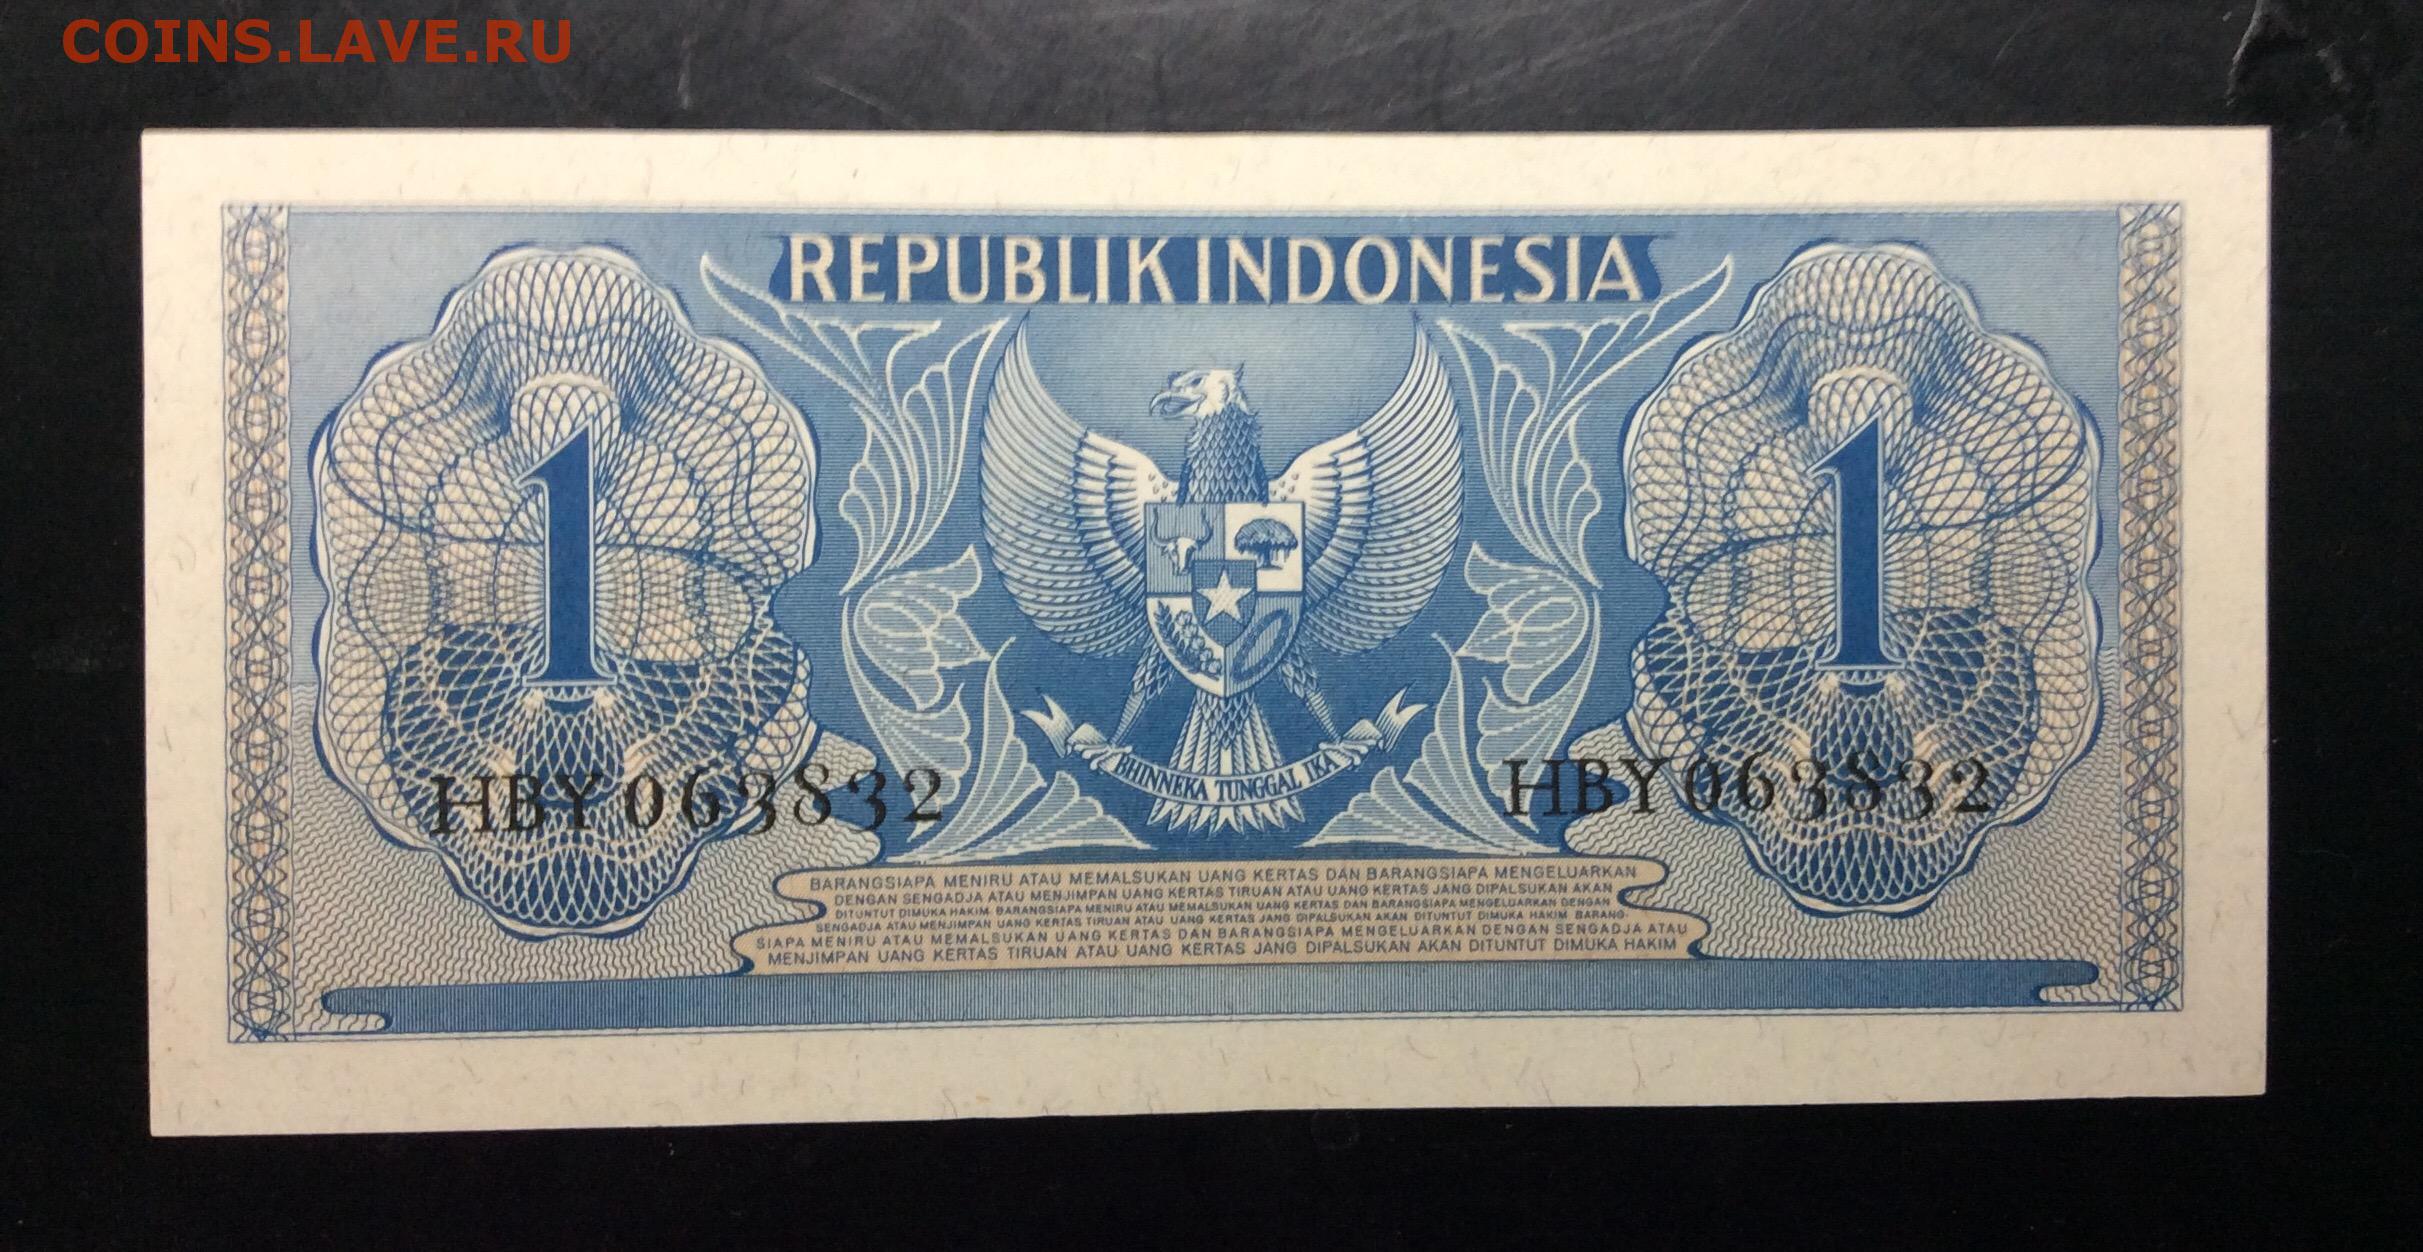 COINS.LAVE.RU
REPUBLIK INDONESIA
1 1
BHINNEKA TUNGGAL IKA
HBY063832 HBY063832
BARANGSIAPA MENIRU ATAU MEMALSUKAN UANG KERTAS DAN BARANGSIAPA MENGELUARKAN
DENGAN SENGADJA ATAU MENJIMPAN UANG KERTAS TIRUAN ATAU UANG KERTAS JANG DIPALSUKAN AKAN
DITUNTUT DIMUKA HAKIM. BARANGSIAPA MENIRU ATAU MEMALSUKAN UANG KERTAS DAN BARANGSIAPA MENGELUARKAN DENGAN
SENGADJA ATAU MENJIMPAN UANG KERTAS TIRUAN ATAU UANG KERTAS JANG DIPALSUKAN AKAN DITUNTUT DIMUKA HAKIM. BARANG-
SIAPA MENIRU ATAU MEMALSUKAN UANG KERTAS DAN BARANGSIAPA MENGELUARKAN DENGAN SENGADJA ATAU
MENJIMPAN UANG KERTAS TIRUAN ATAU UANG KERTAS JANG DIPALSUKAN AKAN DITUNTUT DIMUKA HAKIM